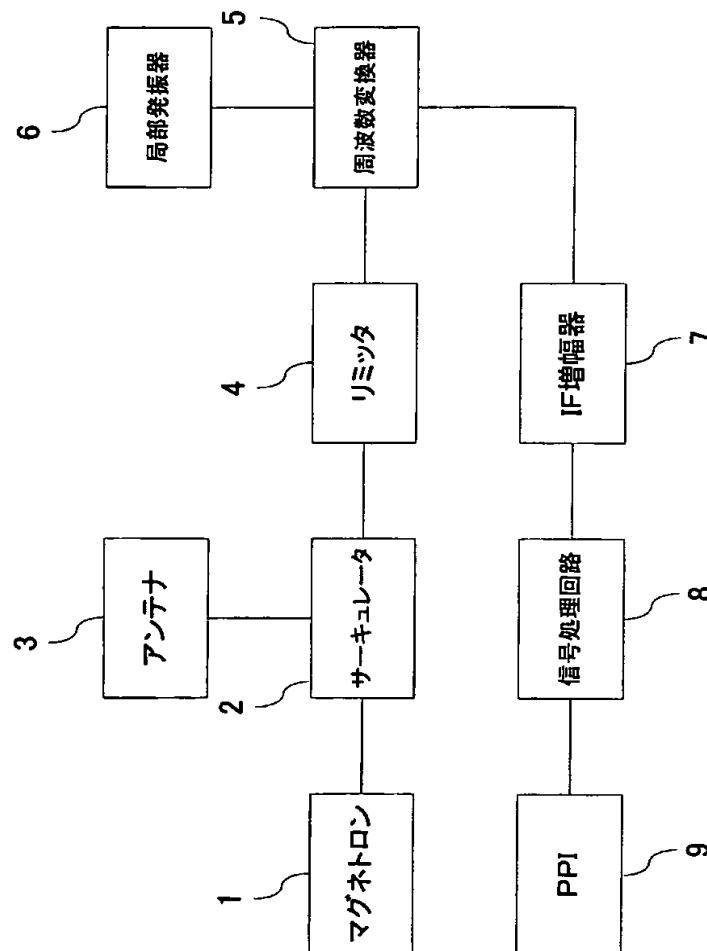 6
局部発振器
5
周波数変換器
4
リミッタ
7
IF増幅器
3
アンテナ
2
サーキュレータ
8
信号処理回路
1
マグネトロン
9
PPI